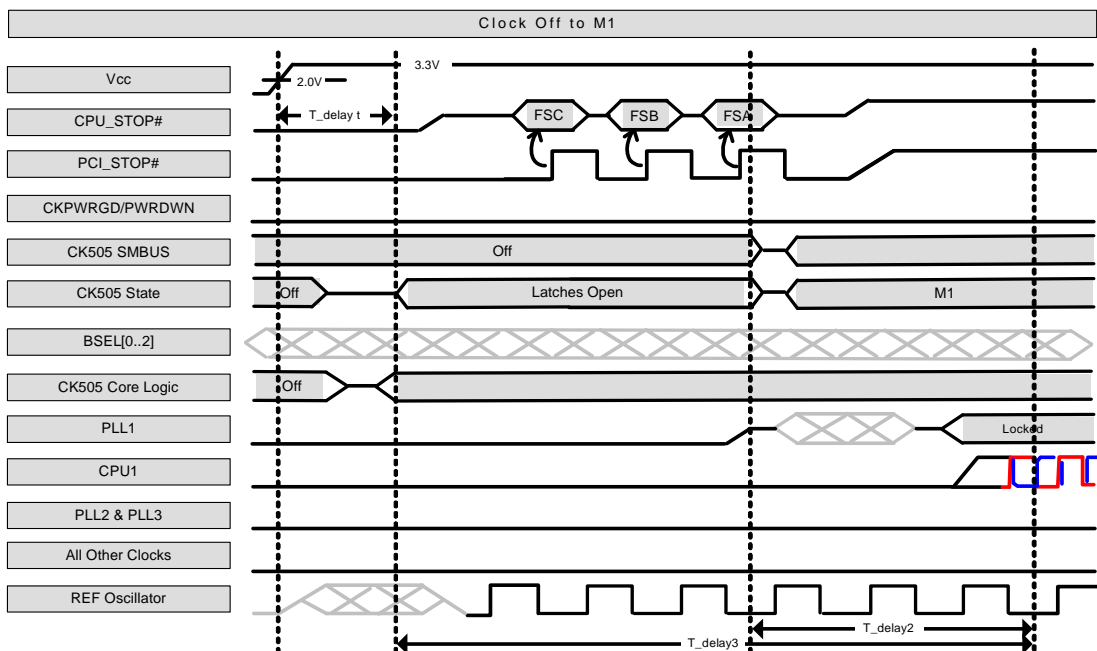 Clock Off to M1
Vcc
3.3V
2.0V
T_delay t
CPU_STOP#
FSC
FSB
FSA
PCI_STOP#
CKPWRGD/PWRDWN
CK505 SMBUS
Off
CK505 State
Off
Latches Open
M1
BSEL[0..2]
CK505 Core Logic
Off
PLL1
Locked
CPU1
PLL2 & PLL3
All Other Clocks
REF Oscillator
T_delay2
T_delay3